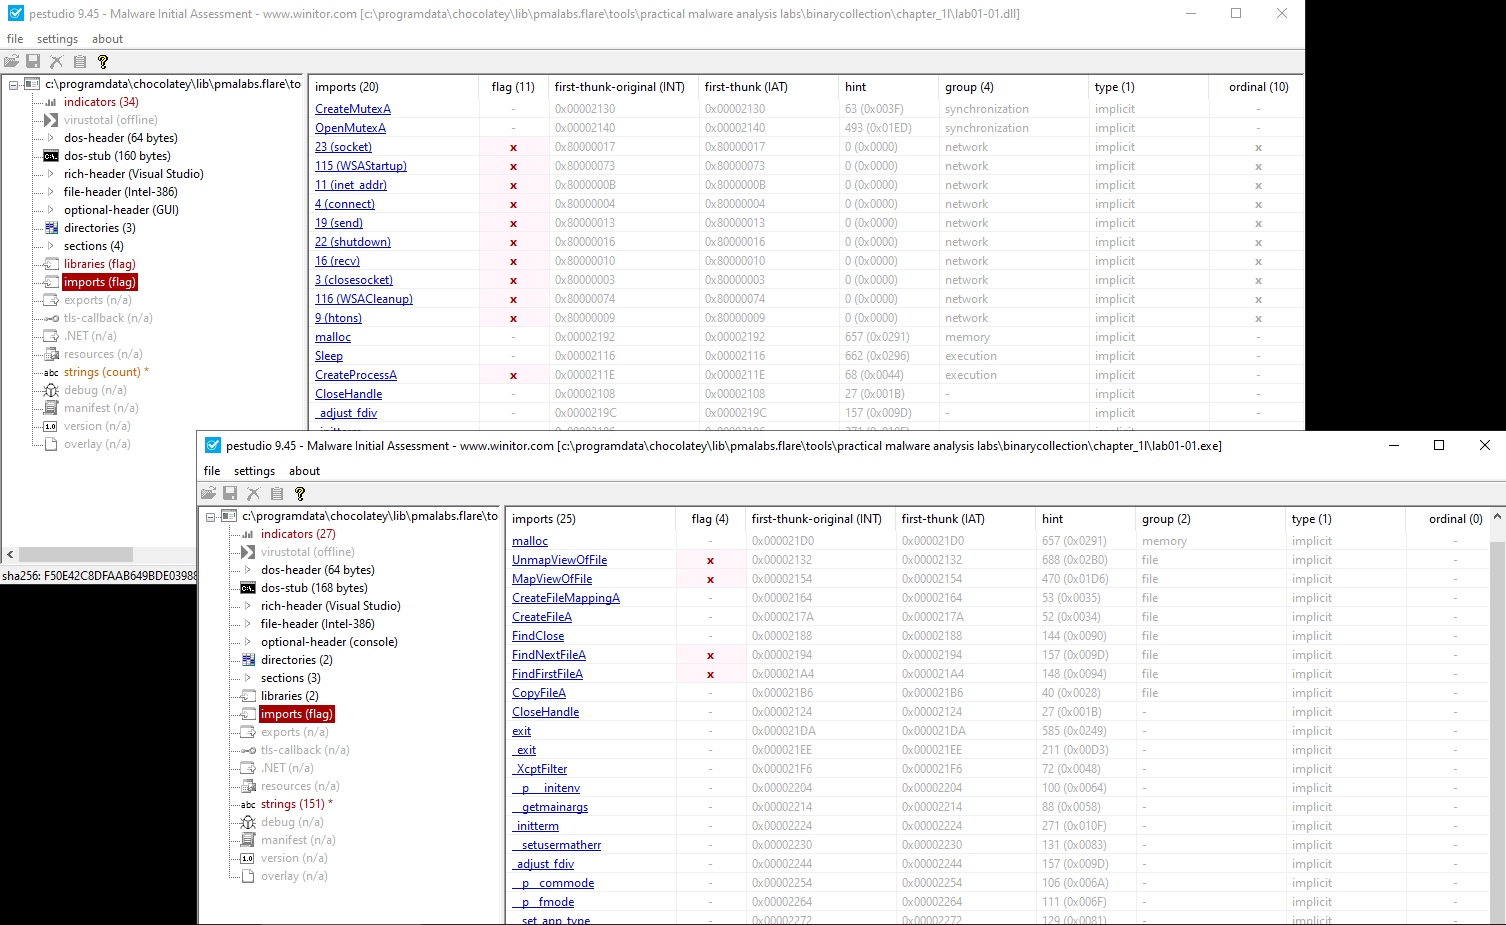 pestudio 9.45 - Malware Initial Assessment - www.winitor.com [c:\programdata\chocolatey\lib\pmalabs.flare\tools\practical malware analysis labs\binarycollection\chapter_1l\lab01-01.dll]
file settings about
c:\programdata\chocolatey\lib\pmalabs.flare\to
indicators (34)
virustotal (offline)
dos-header (64 bytes)
dos-stub (160 bytes)
rich-header (Visual Studio)
file-header (Intel-386)
optional-header (GUI)
directories (3)
sections (4)
libraries (flag)
imports (flag)
exports (n/a)
tls-callback (n/a)
.NET (n/a)
resources (n/a)
abc strings (count) *
debug (n/a)
manifest (n/a)
1.0 version (n/a)
overlay (n/a)
sha256: F50E42C8DFAAB649BDE03988
imports (20) flag (11) first-thunk-original (INT) first-thunk (IAT) hint group (4) type (1) ordinal (10)
CreateMutexA - 0x00002130 0x00002130 63 (0x003F) synchronization implicit -
OpenMutexA - 0x00002140 0x00002140 493 (0x01ED) synchronization implicit -
23 (socket) x 0x80000017 0x80000017 0 (0x0000) network implicit x
115 (WSAStartup) x 0x80000073 0x80000073 0 (0x0000) network implicit x
11 (inet_addr) x 0x8000000B 0x8000000B 0 (0x0000) network implicit x
4 (connect) x 0x80000004 0x80000004 0 (0x0000) network implicit x
19 (send) x 0x80000013 0x80000013 0 (0x0000) network implicit x
22 (shutdown) x 0x80000016 0x80000016 0 (0x0000) network implicit x
16 (recv) x 0x80000010 0x80000010 0 (0x0000) network implicit x
3 (closesocket) x 0x80000003 0x80000003 0 (0x0000) network implicit x
116 (WSACleanup) x 0x80000074 0x80000074 0 (0x0000) network implicit x
9 (htons) x 0x80000009 0x80000009 0 (0x0000) network implicit x
malloc - 0x00002192 0x00002192 657 (0x0291) memory implicit -
Sleep - 0x00002116 0x00002116 662 (0x0296) execution implicit -
CreateProcessA x 0x0000211E 0x0000211E 68 (0x0044) execution implicit -
CloseHandle - 0x00002108 0x00002108 27 (0x001B) - implicit -
_adjust_fdiv - 0x0000219C 0x0000219C 157 (0x009D) - implicit -
pestudio 9.45 - Malware Initial Assessment - www.winitor.com [c:\programdata\chocolatey\lib\pmalabs.flare\tools\practical malware analysis labs\binarycollection\chapter_1l\lab01-01.exe]
file settings about
c:\programdata\chocolatey\lib\pmalabs.flare\to
indicators (27)
virustotal (offline)
dos-header (64 bytes)
dos-stub (168 bytes)
rich-header (Visual Studio)
file-header (Intel-386)
optional-header (console)
directories (2)
sections (3)
libraries (2)
imports (flag)
exports (n/a)
tls-callback (n/a)
.NET (n/a)
resources (n/a)
abc strings (151) *
debug (n/a)
manifest (n/a)
1.0 version (n/a)
overlay (n/a)
imports (25) flag (4) first-thunk-original (INT) first-thunk (IAT) hint group (2) type (1) ordinal (0)
malloc - 0x000021D0 0x000021D0 657 (0x0291) memory implicit -
UnmapViewOfFile x 0x00002132 0x00002132 688 (0x02B0) file implicit -
MapViewOfFile x 0x00002154 0x00002154 470 (0x01D6) file implicit -
CreateFileMappingA - 0x00002164 0x00002164 53 (0x0035) file implicit -
CreateFileA - 0x0000217A 0x0000217A 52 (0x0034) file implicit -
FindClose - 0x00002188 0x00002188 144 (0x0090) file implicit -
FindNextFileA x 0x00002194 0x00002194 157 (0x009D) file implicit -
FindFirstFileA x 0x000021A4 0x000021A4 148 (0x0094) file implicit -
CopyFileA - 0x000021B6 0x000021B6 40 (0x0028) file implicit -
CloseHandle - 0x00002124 0x00002124 27 (0x001B) - implicit -
exit - 0x000021DA 0x000021DA 585 (0x0249) - implicit -
_exit - 0x000021EE 0x000021EE 211 (0x00D3) - implicit -
_XcptFilter - 0x000021F6 0x000021F6 72 (0x0048) - implicit -
__p___initenv - 0x00002204 0x00002204 100 (0x0064) - implicit -
__getmainargs - 0x00002214 0x00002214 88 (0x0058) - implicit -
_initterm - 0x00002224 0x00002224 271 (0x010F) - implicit -
__setusermatherr - 0x00002230 0x00002230 131 (0x0083) - implicit -
_adjust_fdiv - 0x00002244 0x00002244 157 (0x009D) - implicit -
__p__commode - 0x00002254 0x00002254 106 (0x006A) - implicit -
__p__fmode - 0x00002264 0x00002264 111 (0x006F) - implicit -
__set_app_type - 0x00002272 0x00002272 129 (0x0081) - implicit -